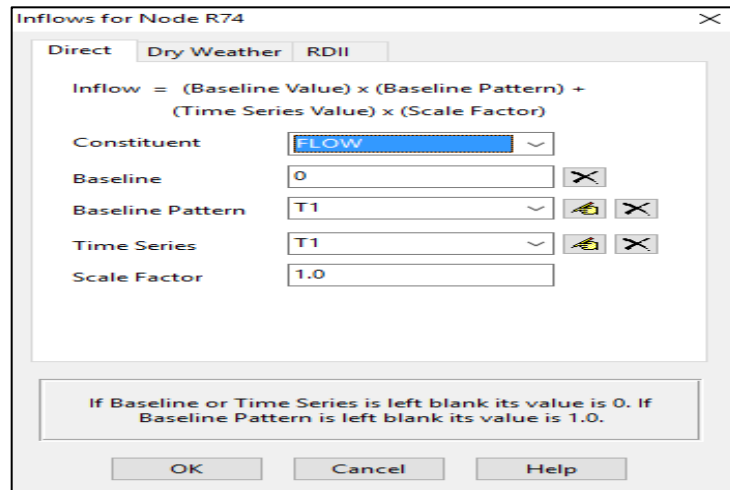 Inflows for Node R74
Direct Dry Weather RDII
Inflow = (Baseline Value) x (Baseline Pattern) +
(Time Series Value) x (Scale Factor)
Constituent FLOW
Baseline 0
Baseline Pattern T1
Time Series T1
Scale Factor 1.0
If Baseline or Time Series is left blank its value is 0. If
Baseline Pattern is left blank its value is 1.0.
OK Cancel Help